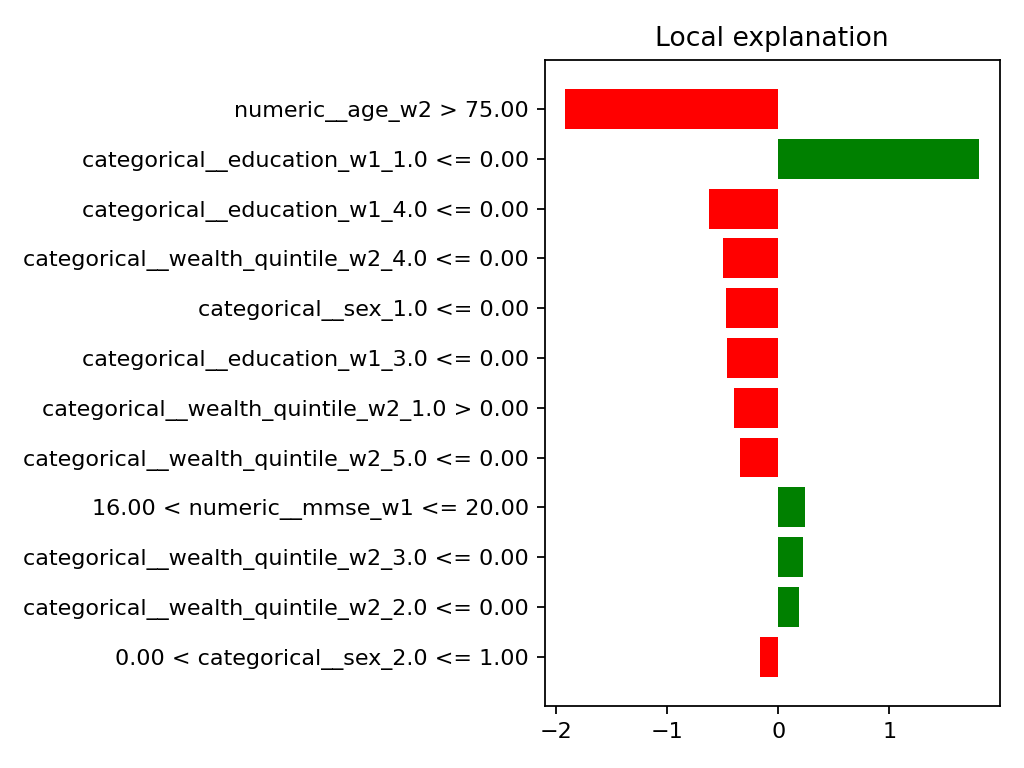 Local explanation
numeric__age_w2 > 75.00
categorical__education_w1_1.0 <= 0.00
categorical__education_w1_4.0 <= 0.00
categorical__wealth_quintile_w2_4.0 <= 0.00
categorical__sex_1.0 <= 0.00
categorical__education_w1_3.0 <= 0.00
categorical__wealth_quintile_w2_1.0 > 0.00
categorical__wealth_quintile_w2_5.0 <= 0.00
16.00 < numeric__mmse_w1 <= 20.00
categorical__wealth_quintile_w2_3.0 <= 0.00
categorical__wealth_quintile_w2_2.0 <= 0.00
0.00 < categorical__sex_2.0 <= 1.00
−2 −1 0 1